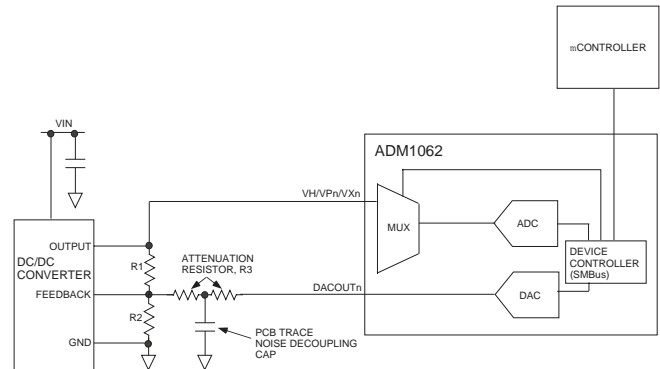 mCONTROLLER
VIN
ADM1062
VH/VPn/VXn
MUX
ADC
DC/DC
CONVERTER
OUTPUT
R1
ATTENUATION
RESISTOR, R3
DEVICE
CONTROLLER
(SMBus)
FEEDBACK
DACOUTn
DAC
R2
PCB TRACE
NOISE DECOUPLING
CAP
GND